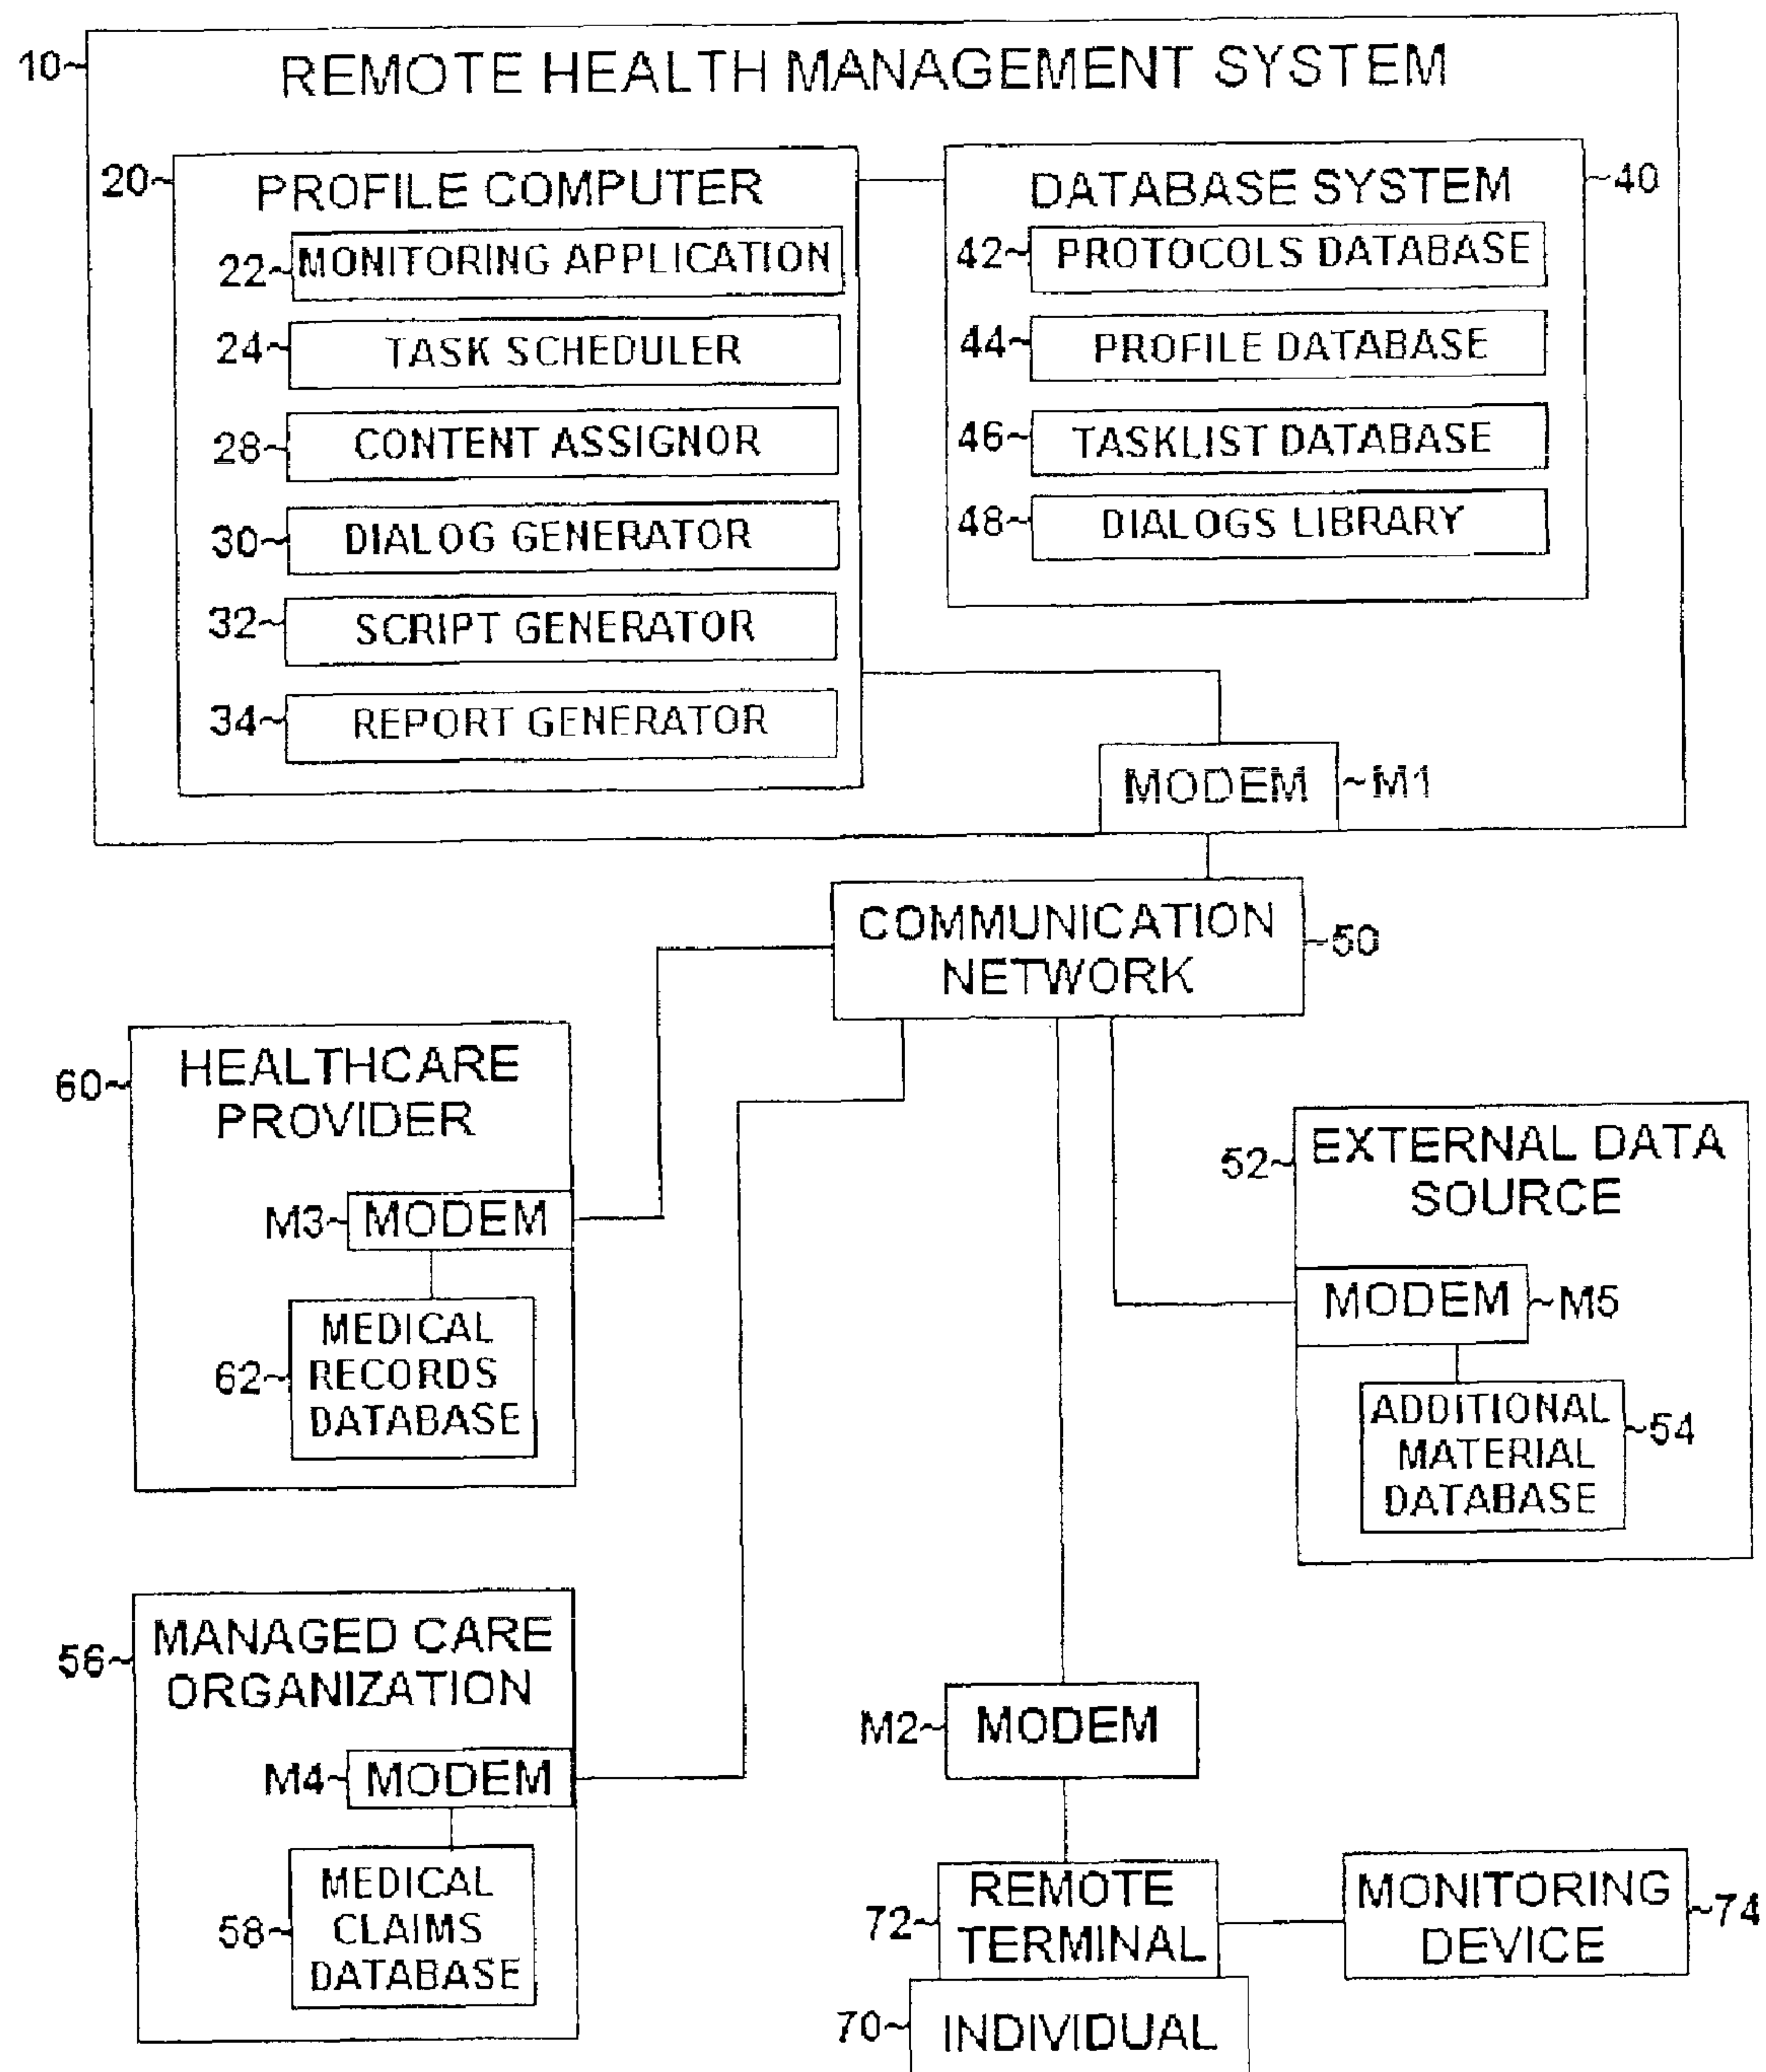 10~ REMOTE HEALTH MANAGEMENT SYSTEM
20~ PROFILE COMPUTER
22~ MONITORING APPLICATION
24~ TASK SCHEDULER
28~ CONTENT ASSIGNOR
30~ DIALOG GENERATOR
32~ SCRIPT GENERATOR
34~ REPORT GENERATOR
DATABASE SYSTEM ~40
42~ PROTOCOLS DATABASE
44~ PROFILE DATABASE
46~ TASKLIST DATABASE
48~ DIALOGS LIBRARY
MODEM ~M1
COMMUNICATION
NETWORK
~50
60~ HEALTHCARE
PROVIDER
M3~ MODEM
62~ MEDICAL
RECORDS
DATABASE
52~ EXTERNAL DATA
SOURCE
MODEM ~M5
ADDITIONAL
MATERIAL
DATABASE
~54
56~ MANAGED CARE
ORGANIZATION
M4~ MODEM
58~ MEDICAL
CLAIMS
DATABASE
M2~ MODEM
72~ REMOTE
TERMINAL
MONITORING
DEVICE
~74
70~ INDIVIDUAL